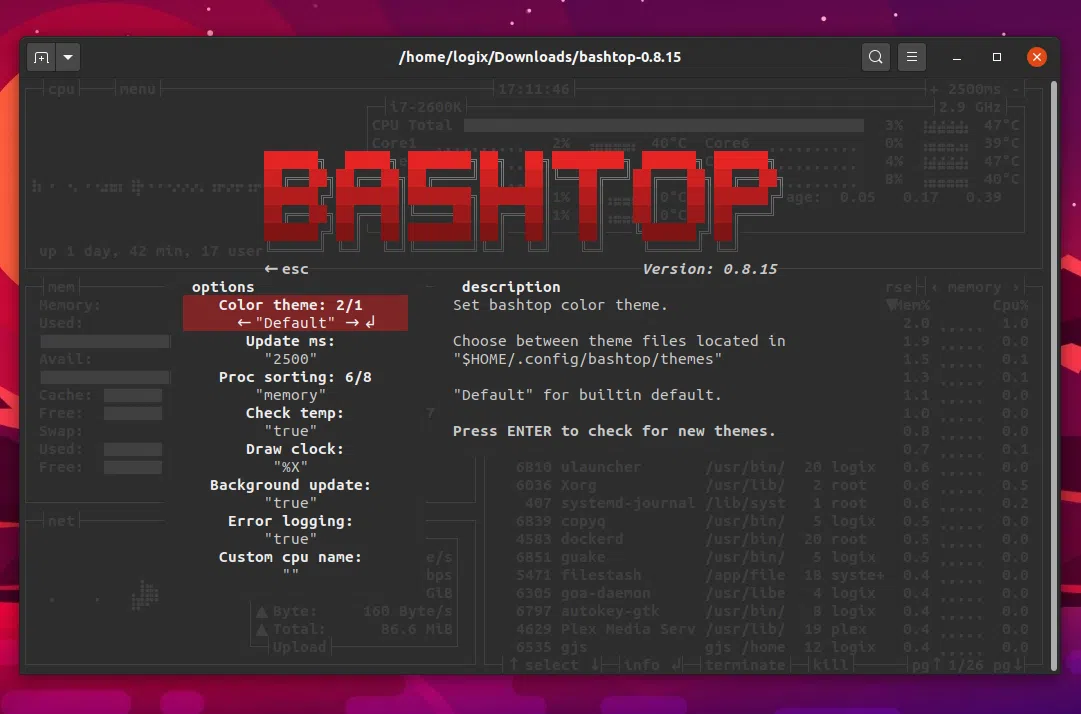 /home/logix/Downloads/bashtop-0.8.15
cpu menu 17:11:46 + 2500ms -
i7-2600K 2.9 GHz
CPU Total 3% 47°C
Core1 2% 40°C Core6 0% 39°C
4% 47°C
8% 40°C
BASHTOP
1% 0°C age: 0.05 0.17 0.39
1% 0°C
up 1 day, 42 min, 17 user
←esc Version: 0.8.15
mem options description rse ‹ memory ›
Memory: Color theme: 2/1 Set bashtop color theme. ▼Mem% Cpu%
Used: ←"Default" →↲ 2.0 1.0
Update ms: Choose between theme files located in 1.9 0.0
Avail: "2500" "$HOME/.config/bashtop/themes" 1.5 0.1
Proc sorting: 6/8 1.3 0.1
Cache: "memory" "Default" for builtin default. 1.1 0.0
Free: Check temp: 7 1.0 0.0
Swap: "true" Press ENTER to check for new themes. 0.8 0.0
Used: Draw clock: 0.7 0.1
Free: "%X" 6810 ulauncher /usr/bin/ 20 logix 0.6 0.0
Background update: 6036 Xorg /usr/lib/ 2 root 0.6 0.5
"true" 407 systemd-journal /lib/syst 1 root 0.6 0.2
net Error logging: 6839 copyq /usr/bin/ 5 logix 0.5 0.0
"true" 4583 dockerd /usr/bin/ 20 root 0.5 0.0
Custom cpu name: e/s 6851 guake /usr/bin/ 5 logix 0.5 0.0
"" bps 5471 filestash /app/file 18 syste+ 0.4 0.0
GiB 6305 goa-daemon /usr/libe 4 logix 0.4 0.0
▲ Byte: 160 Byte/s 6797 autokey-gtk /usr/bin/ 8 logix 0.4 0.0
▲ Total: 86.6 MiB 4629 Plex Media Serv /usr/lib/ 19 plex 0.4 0.0
Upload 6535 gjs gjs /home 12 logix 0.4 0.0
↑ select ↓ info ↲ terminate kill pg↑ 1/26 pg↓